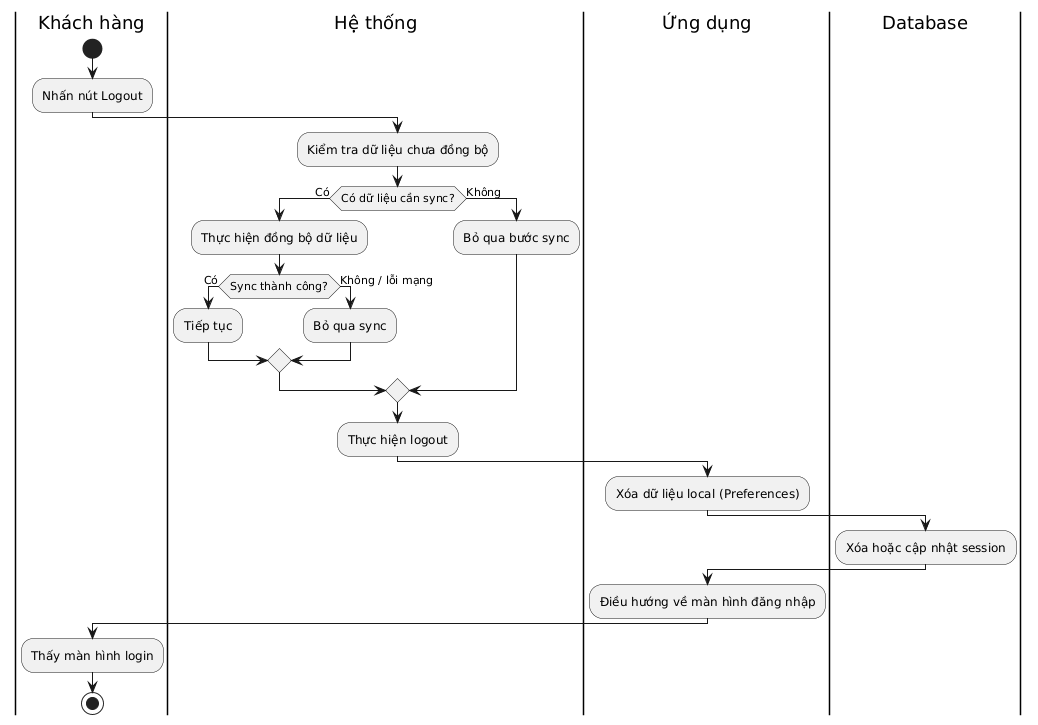 Khách hàng
Hệ thống
Ứng dụng
Database
Nhấn nút Logout
Kiểm tra dữ liệu chưa đồng bộ
Có dữ liệu cần sync?
Có
Không
Thực hiện đồng bộ dữ liệu
Bỏ qua bước sync
Sync thành công?
Có
Không / lỗi mạng
Tiếp tục
Bỏ qua sync
Thực hiện logout
Xóa dữ liệu local (Preferences)
Xóa hoặc cập nhật session
Điều hướng về màn hình đăng nhập
Thấy màn hình login